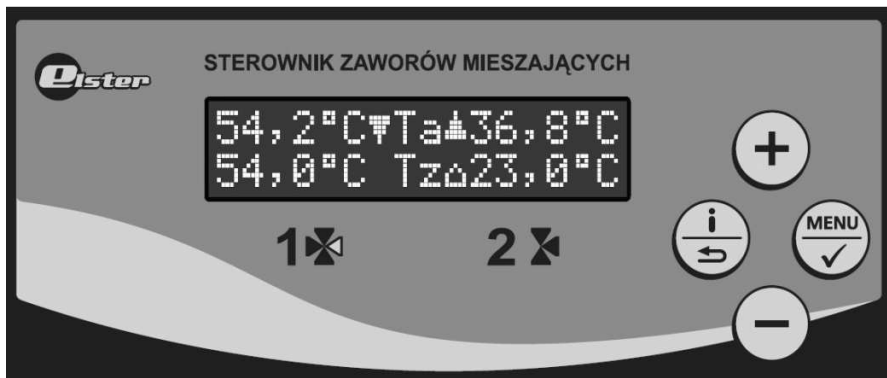 elster
STEROWNIK ZAWORÓW MIESZAJĄCYCH
54,2°C▼Ta▲36,8°C
54,0°C Tz⌂23,0°C
1 2
+
i
MENU
✓
−